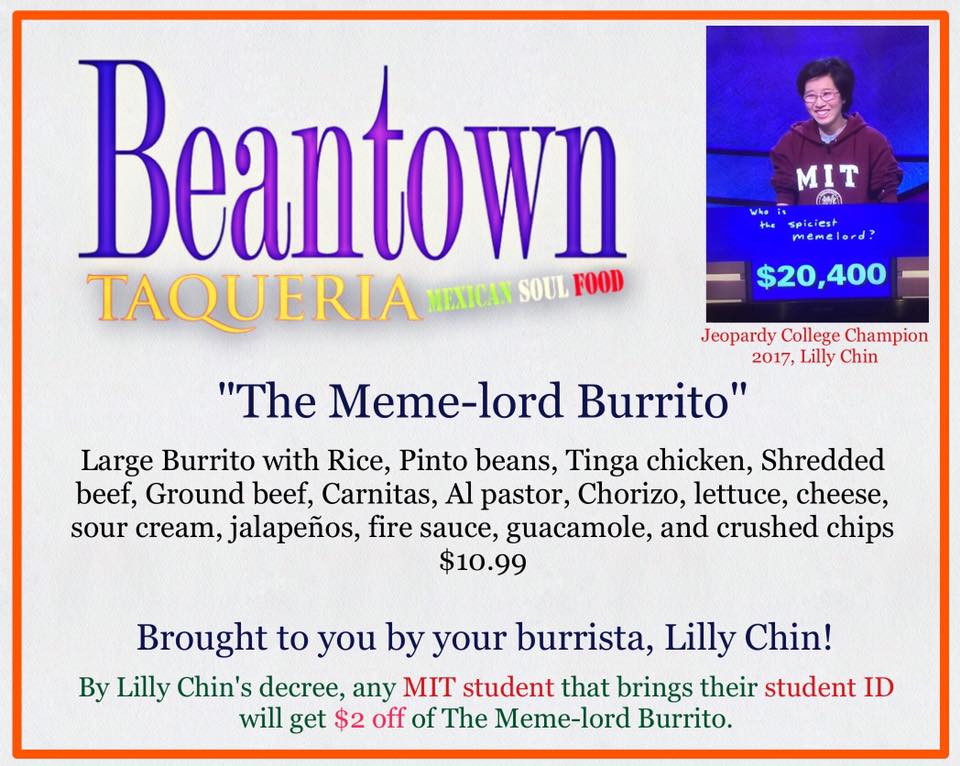 Beantown
TAQUERIA MEXICAN SOUL FOOD
MIT
Who is
the spiciest
memelord?
$20,400
Jeopardy College Champion
2017, Lilly Chin
"The Meme-lord Burrito"
Large Burrito with Rice, Pinto beans, Tinga chicken, Shredded
beef, Ground beef, Carnitas, Al pastor, Chorizo, lettuce, cheese,
sour cream, jalapeños, fire sauce, guacamole, and crushed chips
$10.99
Brought to you by your burrista, Lilly Chin!
By Lilly Chin's decree, any MIT student that brings their student ID
will get $2 off of The Meme-lord Burrito.